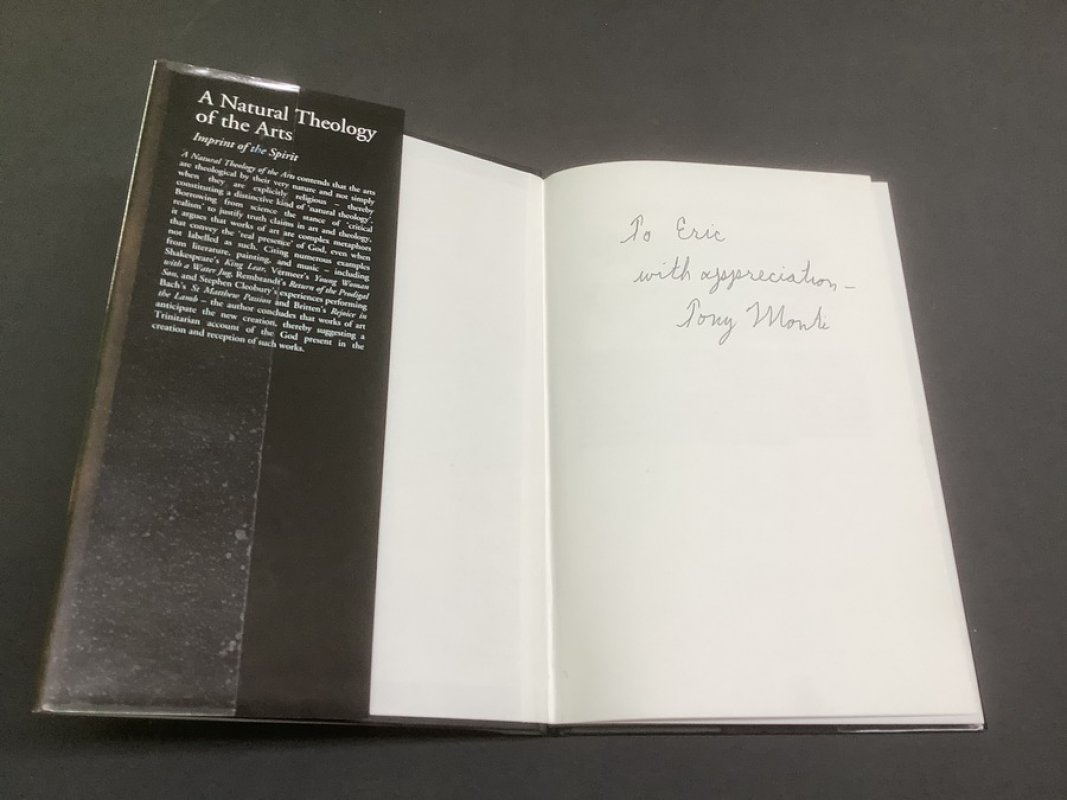 A Natural Theology
of the Arts
Imprint of the Spirit
A Natural Theology of the Arts contends that the arts
are theological by their very nature and not simply
when they are explicitly religious – thereby
constituting a distinctive kind of 'natural theology'.
Borrowing from science the stance of 'critical
realism' to justify truth claims in art and theology,
it argues that works of art are complex metaphors
that convey the 'real presence' of God, even when
not labelled as such. Citing numerous examples
from literature, painting, and music – including
Shakespeare's King Lear, Vermeer's Young Woman
with a Water Jug, Rembrandt's Return of the Prodigal
Son, and Stephen Cleobury's experiences performing
Bach's St Matthew Passion and Britten's Rejoice in
the Lamb – the author concludes that works of art
anticipate the new creation, thereby suggesting a
Trinitarian account of the God present in the
creation and reception of such works.
To Eric
with appreciation –
Tony Monti